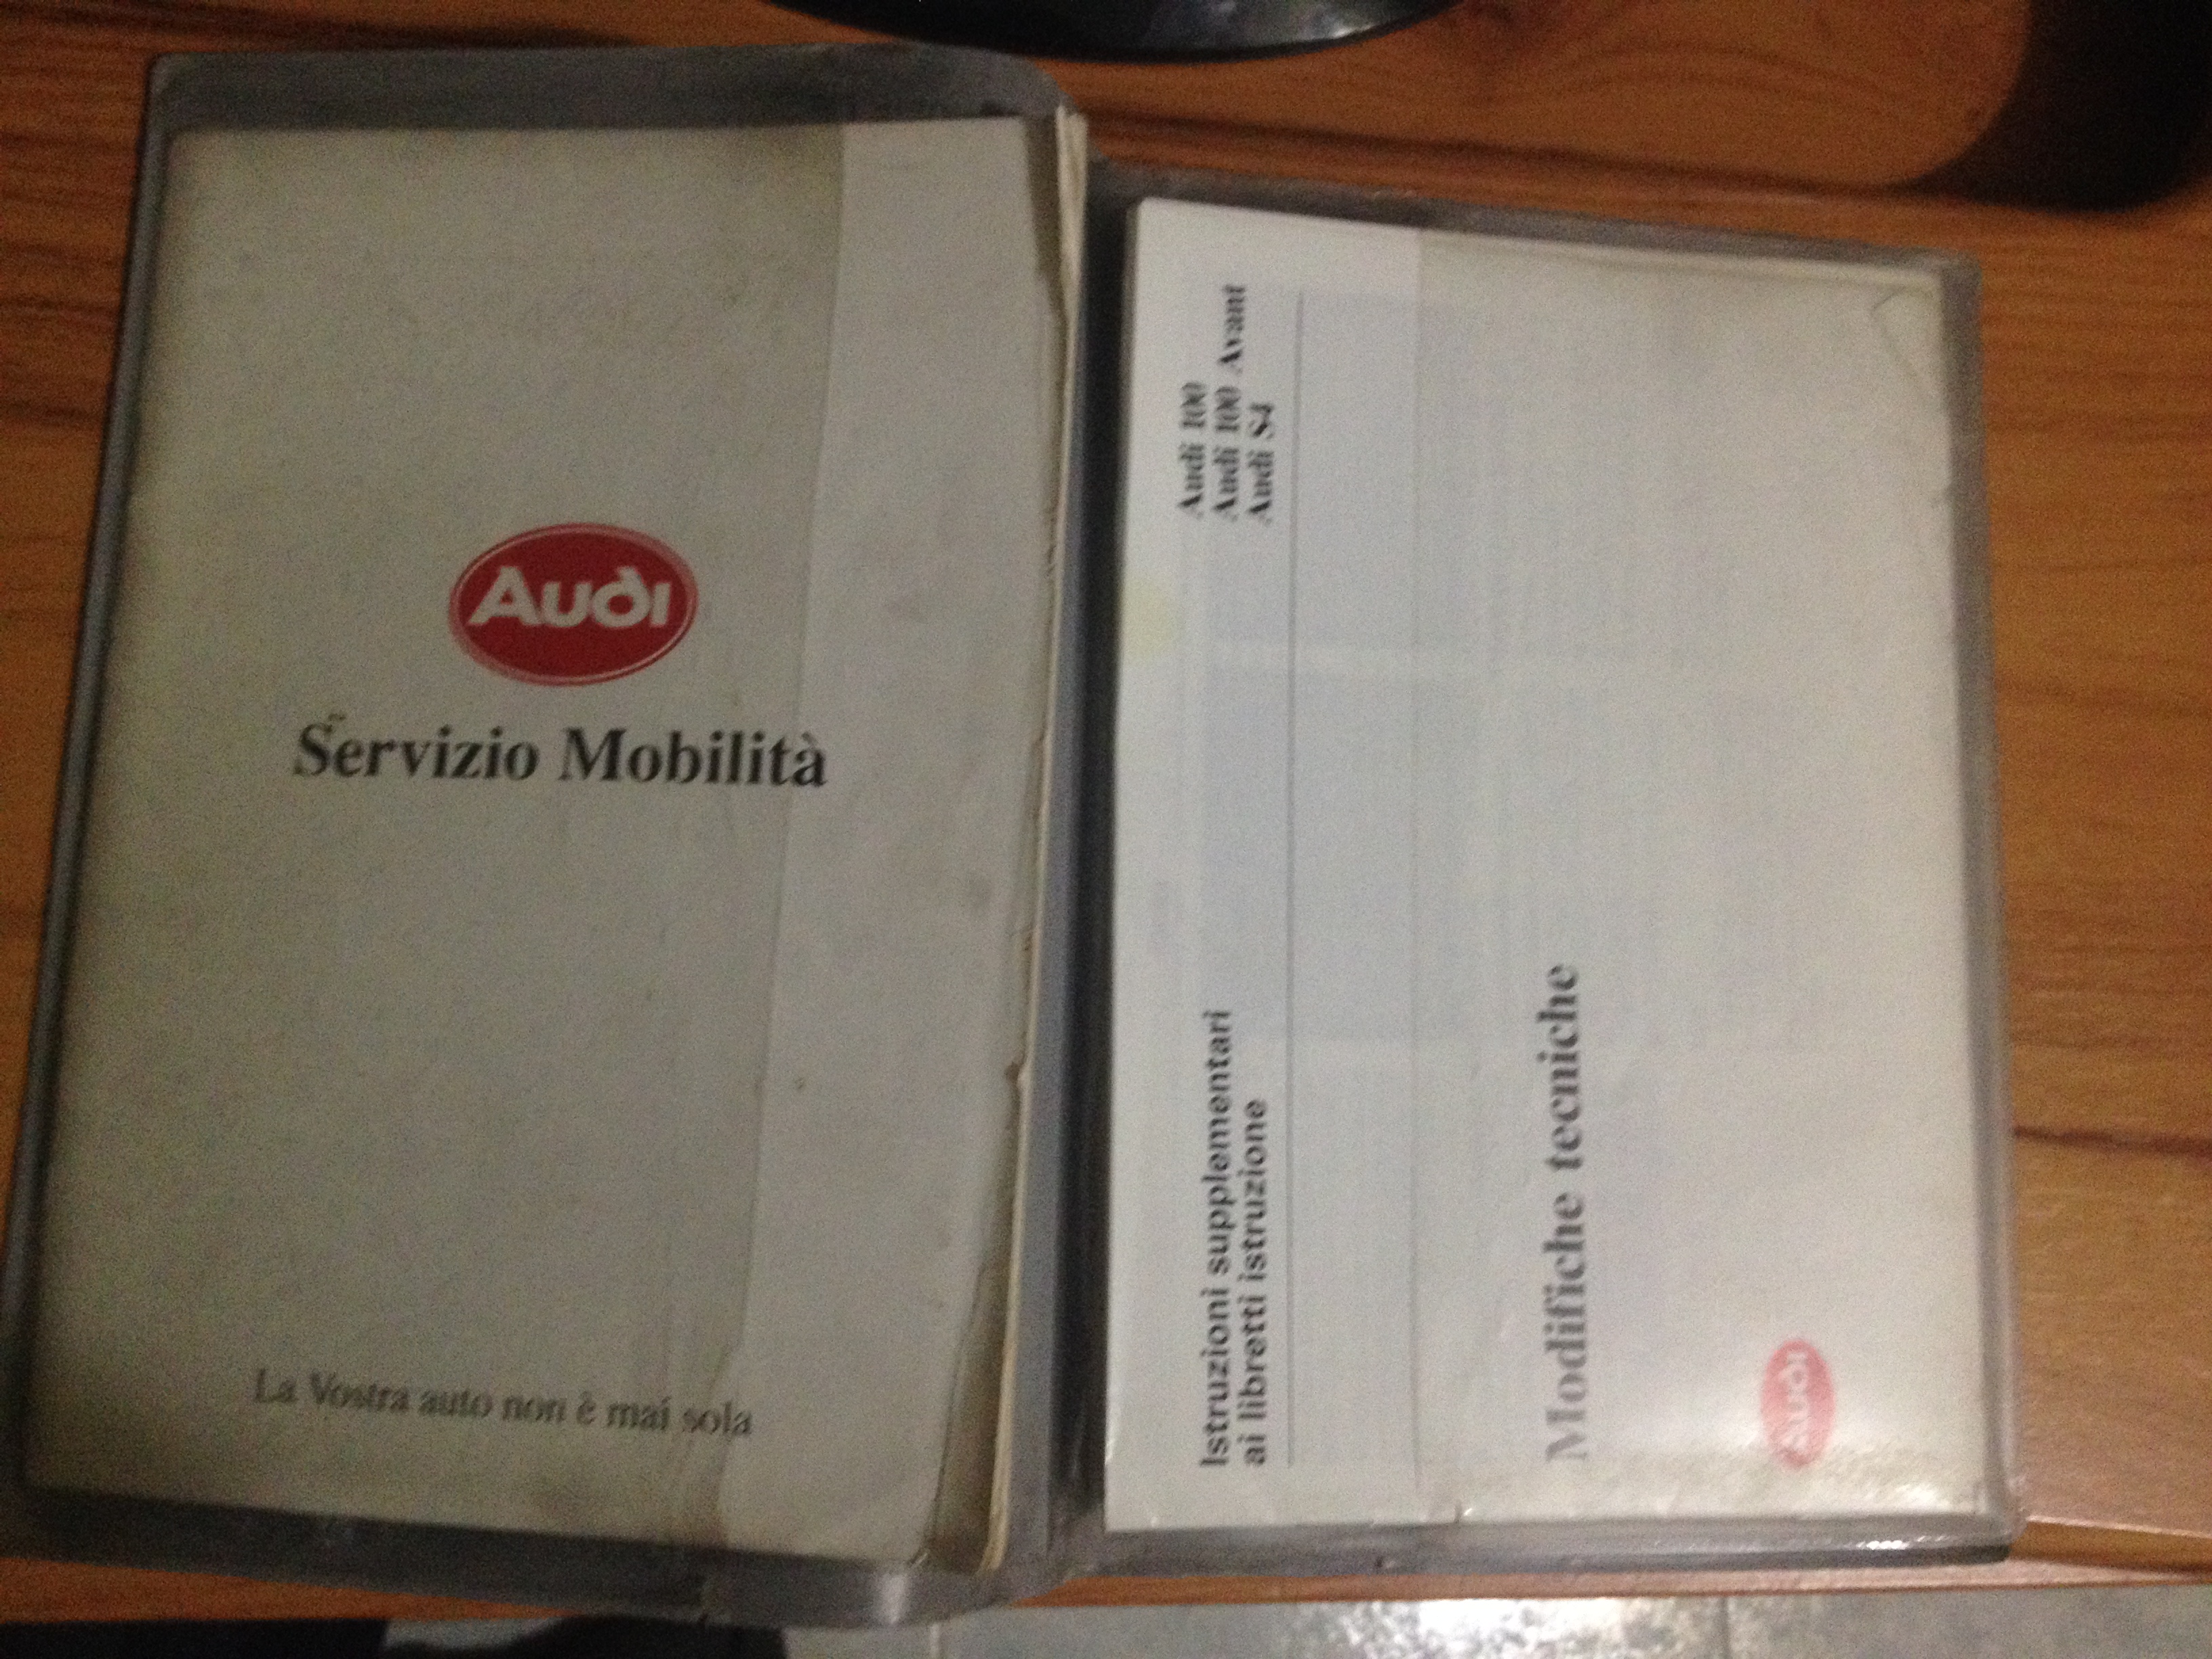 Audi
Servizio Mobilità
La Vostra auto non è mai sola
Istruzioni supplementari
ai libretti istruzione
Audi 100
Audi 100 Avant
Audi S4
Modifiche tecniche
Audi